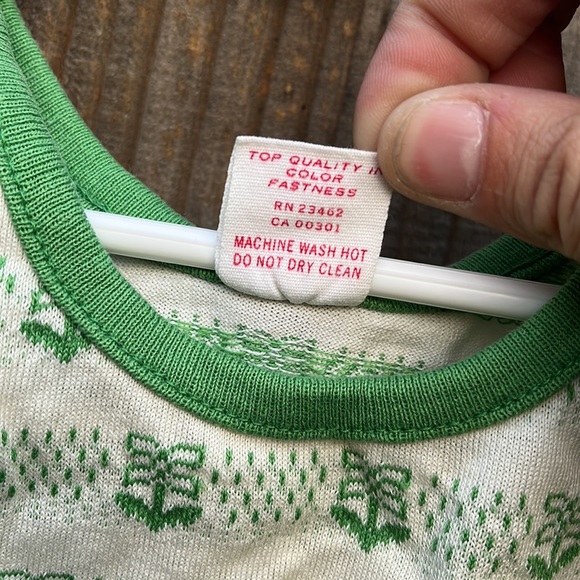 TOP QUALITY IN
COLOR
FASTNESS
RN 23462
CA 00301
MACHINE WASH HOT
DO NOT DRY CLEAN